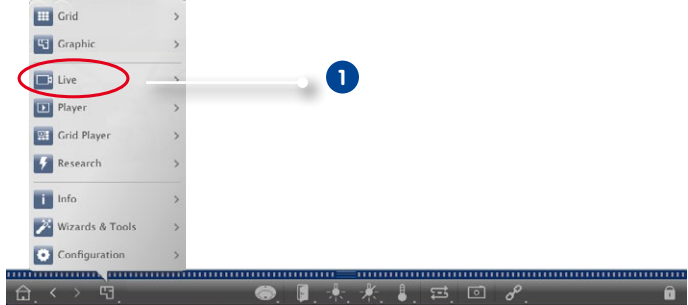 Grid
Graphic
Live
1
Player
Grid Player
Research
Info
Wizards & Tools
Configuration